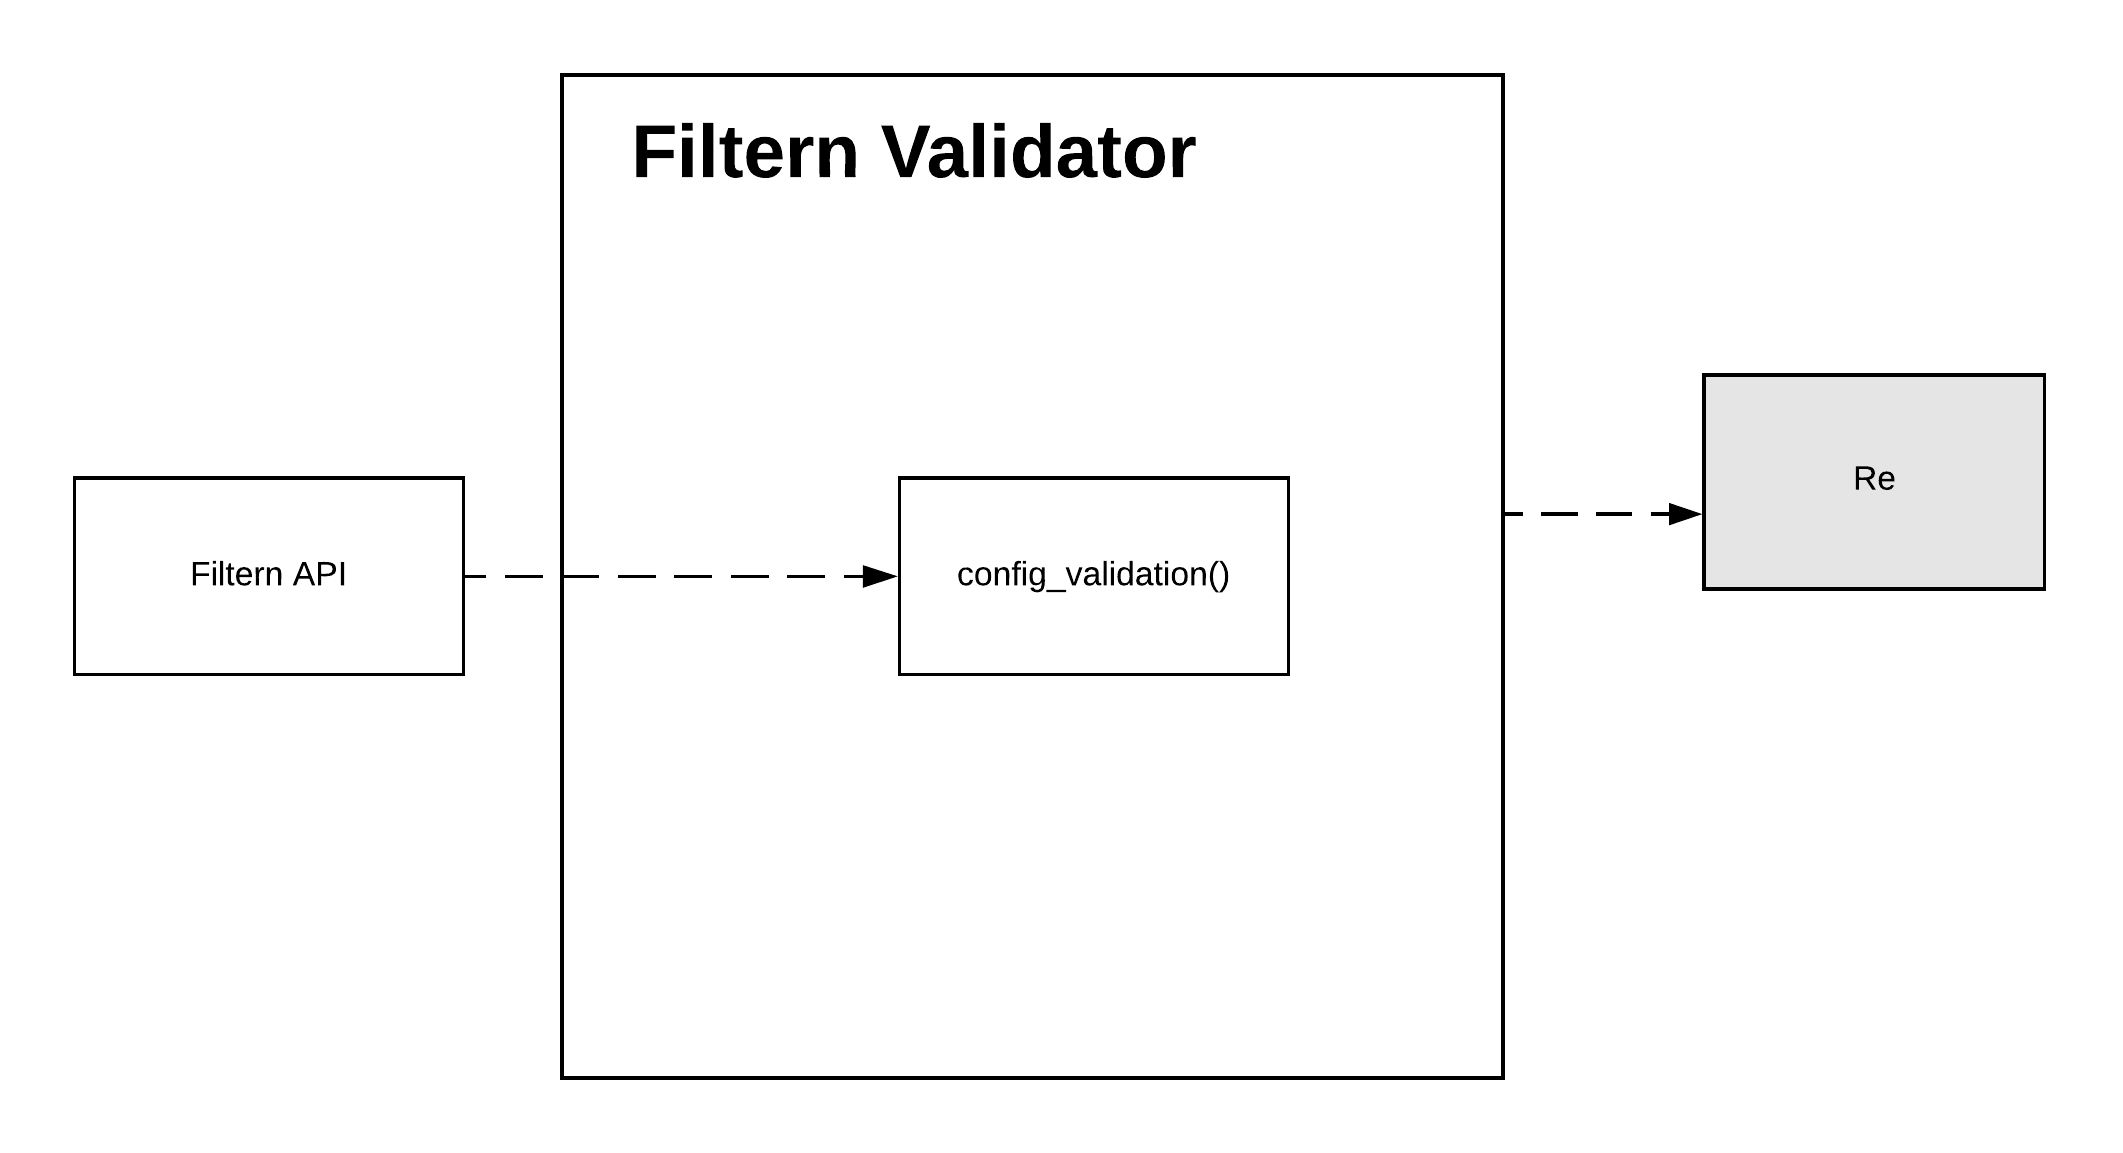 Filtern Validator
Filtern API
config_validation()
Re